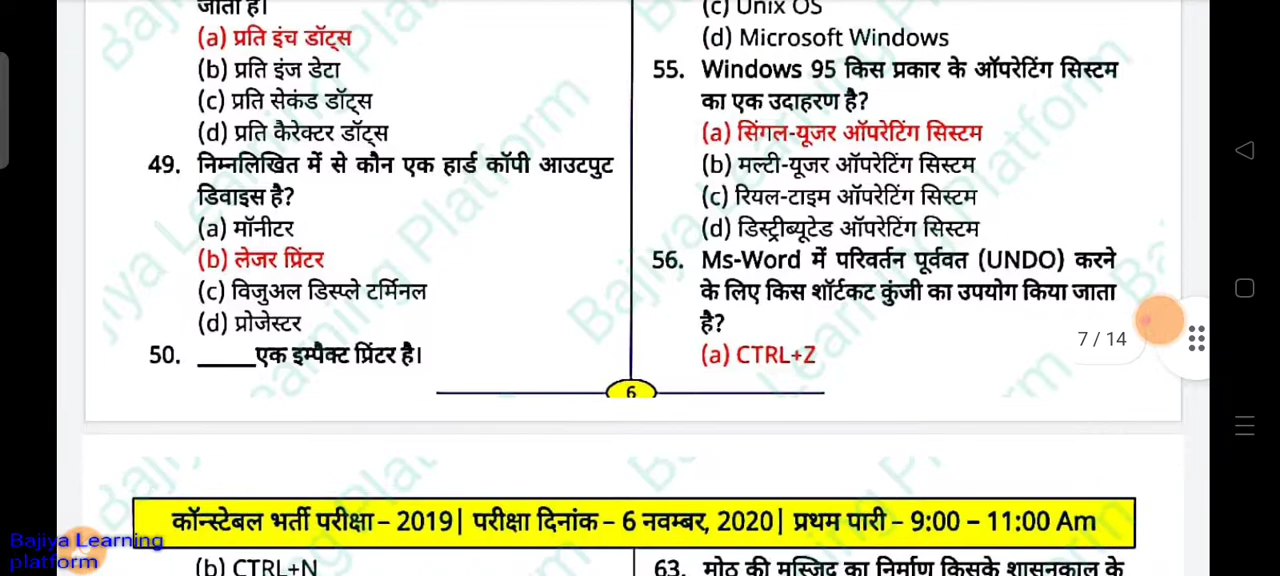 जाता है।
(a) प्रति इंच डॉट्स
(b) प्रति इंज डेटा
(c) प्रति सेकंड डॉट्स
(d) प्रति कैरेक्टर डॉट्स
49. निम्नलिखित में से कौन एक हार्ड कॉपी आउटपुट
डिवाइस है?
(a) मॉनीटर
(b) लेजर प्रिंटर
(c) विजुअल डिस्प्ले टर्मिनल
(d) प्रोजेस्टर
50. _____एक इम्पैक्ट प्रिंटर है।
(c) Unix OS
(d) Microsoft Windows
55. Windows 95 किस प्रकार के ऑपरेटिंग सिस्टम
का एक उदाहरण है?
(a) सिंगल-यूजर ऑपरेटिंग सिस्टम
(b) मल्टी-यूजर ऑपरेटिंग सिस्टम
(c) रियल-टाइम ऑपरेटिंग सिस्टम
(d) डिस्ट्रीब्यूटेड ऑपरेटिंग सिस्टम
56. Ms-Word में परिवर्तन पूर्ववत (UNDO) करने
के लिए किस शॉर्टकट कुंजी का उपयोग किया जाता
है?
(a) CTRL+Z
7 / 14
6
कॉन्स्टेबल भर्ती परीक्षा – 2019| परीक्षा दिनांक – 6 नवम्बर, 2020| प्रथम पारी – 9:00 – 11:00 Am
(b) CTRL+N
63. मोठ की मस्जिद का निर्माण किसके शासनकाल के
Bajiya Learning
platform